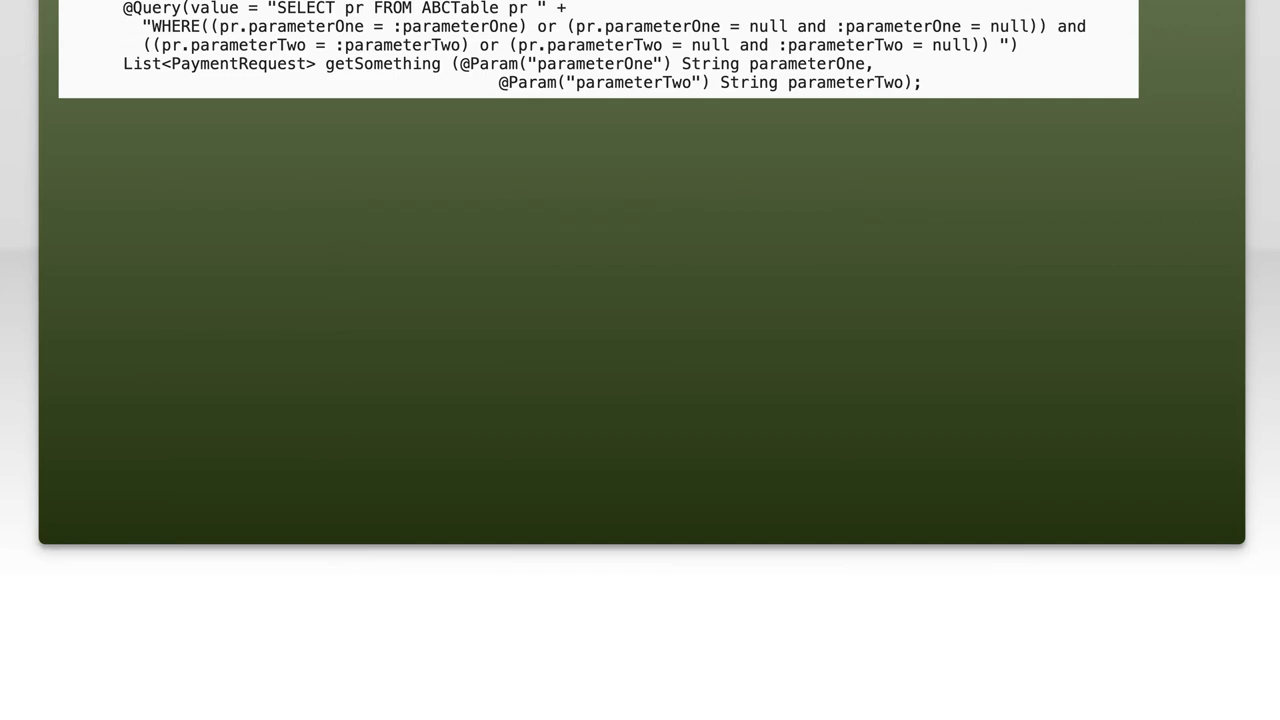 @Query(value = "SELECT pr FROM ABCTable pr " +
"WHERE((pr.parameterOne = :parameterOne) or (pr.parameterOne = null and :parameterOne = null)) and
((pr.parameterTwo = :parameterTwo) or (pr.parameterTwo = null and :parameterTwo = null)) ")
List<PaymentRequest> getSomething (@Param("parameterOne") String parameterOne,
@Param("parameterTwo") String parameterTwo);